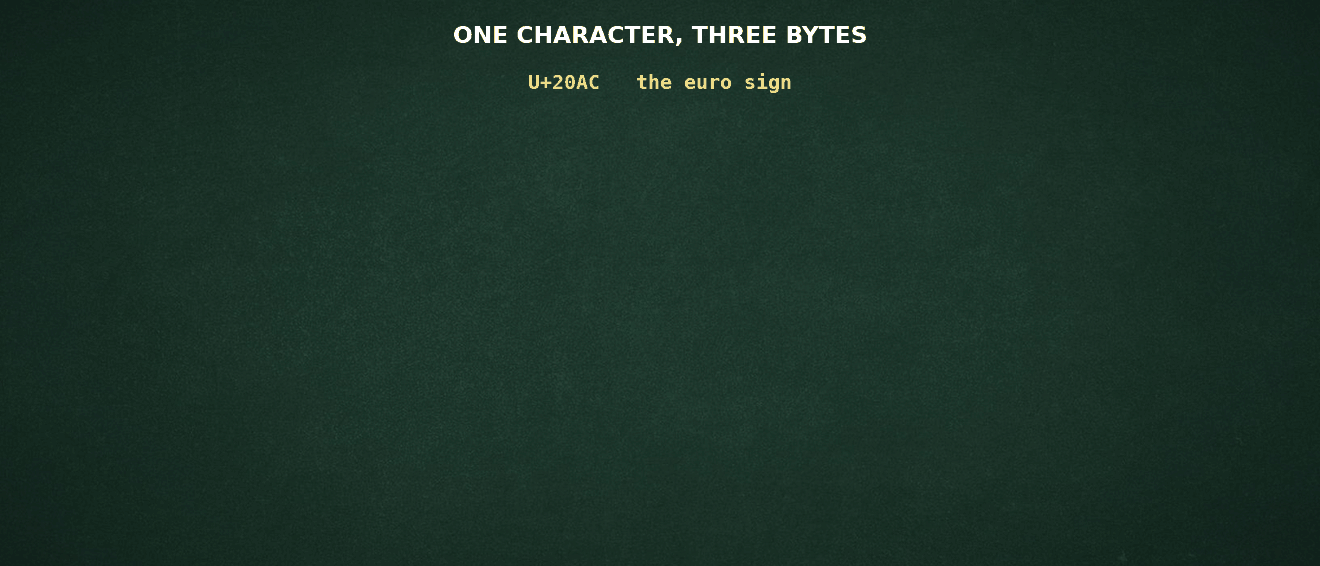 ONE CHARACTER, THREE BYTES
U+20AC the euro sign